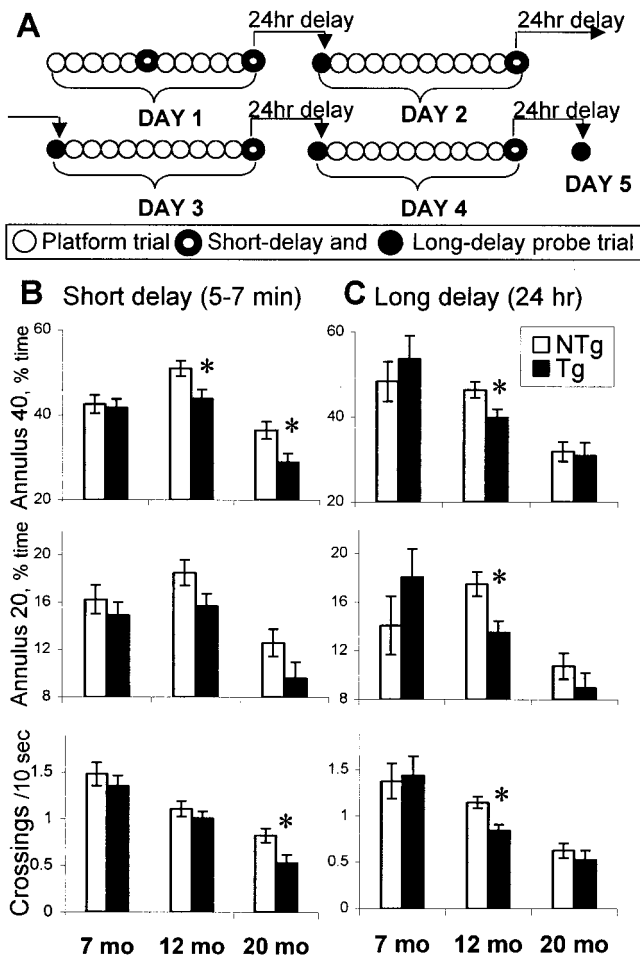 A
24hr delay
24hr delay
DAY 1
DAY 2
24hr delay
24hr delay
DAY 3
DAY 4
DAY 5
Platform trial Short-delay and Long-delay probe trial
B Short delay (5-7 min)
C Long delay (24 hr)
Annulus 40, % time
60
40
20
*
*
60
40
20
*
NTg
Tg
Annulus 20, % time
20
16
12
8
20
16
12
8
*
Crossings /10 sec
1.5
1
0.5
0
*
1.5
1
0.5
0
*
7 mo 12 mo 20 mo
7 mo 12 mo 20 mo